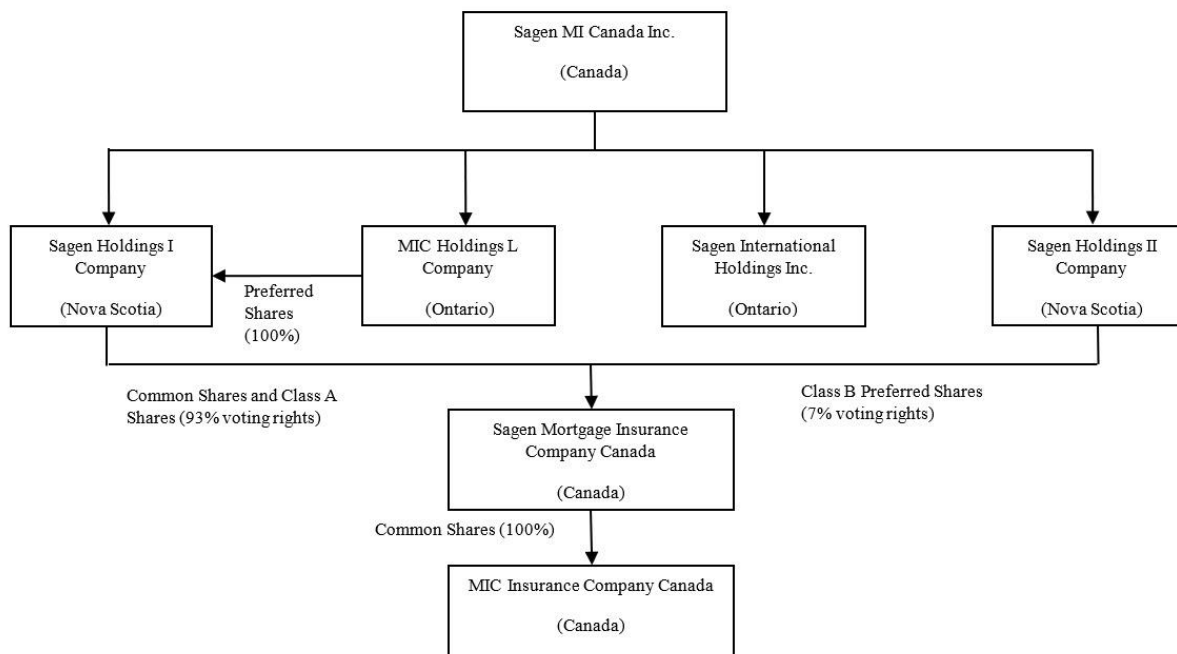 Sagen MI Canada Inc.
(Canada)
Sagen Holdings I
Company
(Nova Scotia)
MIC Holdings L
Company
(Ontario)
Sagen International
Holdings Inc.
(Ontario)
Sagen Holdings II
Company
(Nova Scotia)
Preferred
Shares
(100%)
Common Shares and Class A
Shares (93% voting rights)
Class B Preferred Shares
(7% voting rights)
Sagen Mortgage Insurance
Company Canada
(Canada)
Common Shares (100%)
MIC Insurance Company Canada
(Canada)